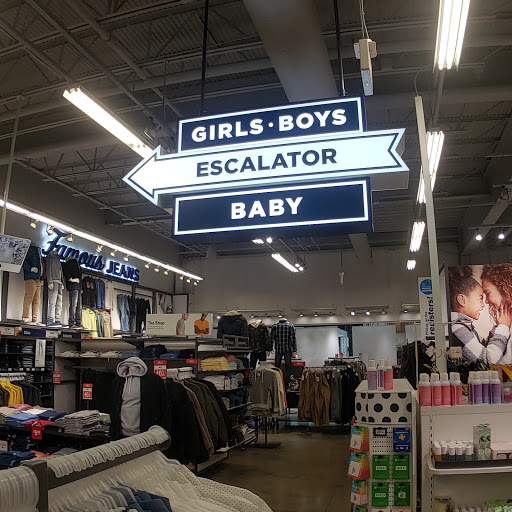 GIRLS · BOYS
ESCALATOR
BABY
Famous JEANS